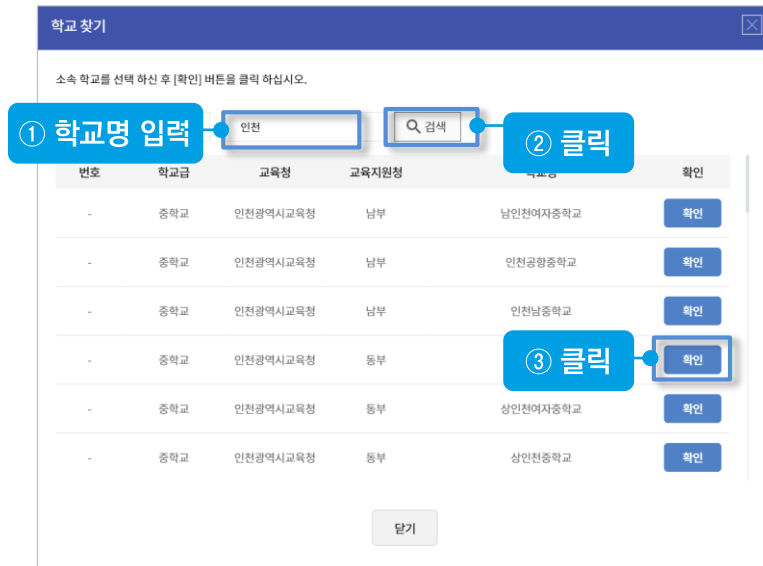 학교 찾기
소속 학교를 선택 하신 후 [확인] 버튼을 클릭 하십시오.
① 학교명 입력 인천 검색
② 클릭
번호 학교급 교육청 교육지원청 확인
- 중학교 인천광역시교육청 남부 남인천여자중학교 확인
- 중학교 인천광역시교육청 남부 인천공항중학교 확인
- 중학교 인천광역시교육청 남부 인천남중학교 확인
- 중학교 인천광역시교육청 동부 ③ 클릭 확인
- 중학교 인천광역시교육청 동부 상인천여자중학교 확인
- 중학교 인천광역시교육청 동부 상인천중학교 확인
닫기